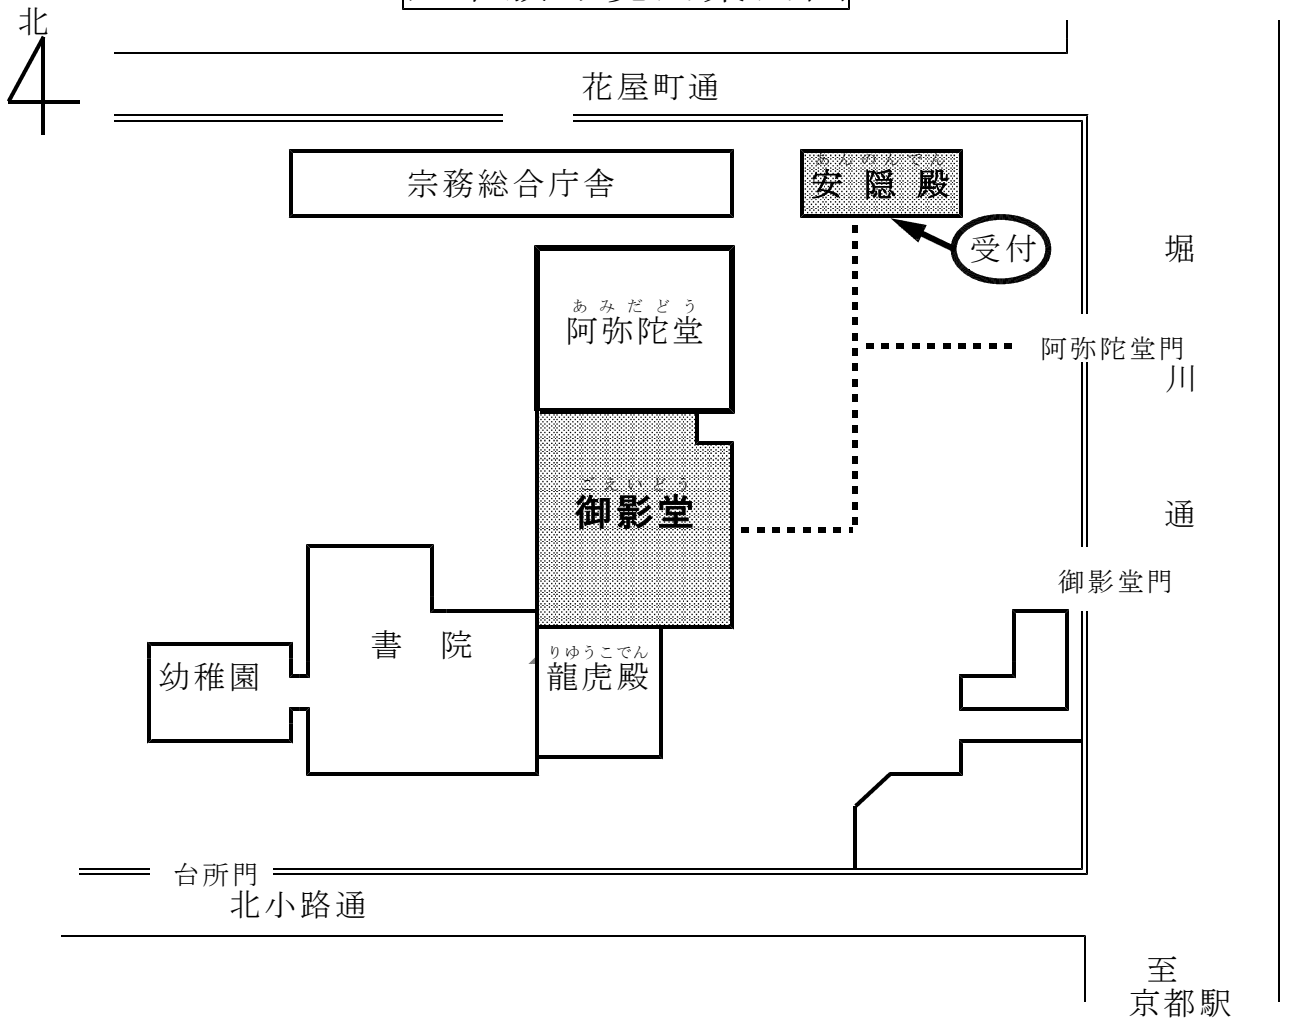 北
花屋町通
宗務総合庁舎
あんのんでん
安隠殿
受付
堀川通
あみだどう
阿弥陀堂
阿弥陀堂門
ごえいどう
御影堂
御影堂門
書院
りゆうこでん
龍虎殿
幼稚園
台所門
北小路通
至
京都駅